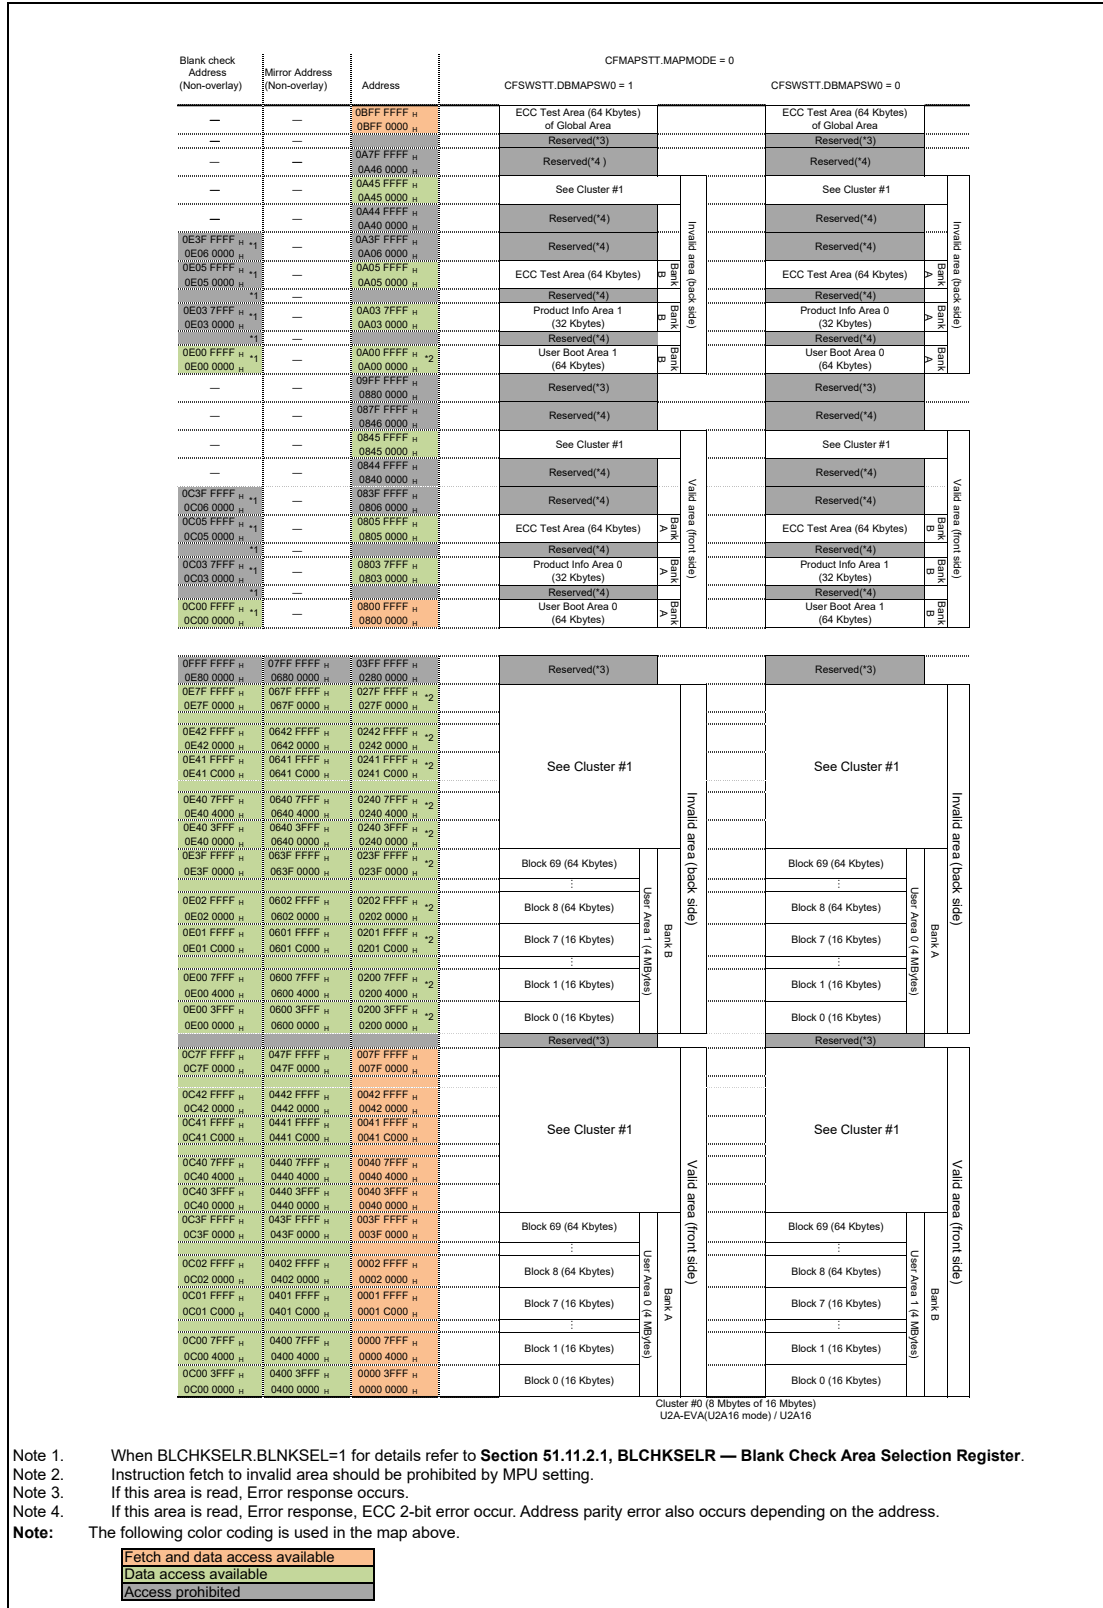 CFMAPSTT.MAPMODE = 0
Blank check Address (Non-overlay) Mirror Address (Non-overlay) Address CFSWSTT.DBMAPSW0 = 1 CFSWSTT.DBMAPSW0 = 0
— — 0BFF FFFF H ECC Test Area (64 Kbytes) ECC Test Area (64 Kbytes)
0BFF 0000 H of Global Area of Global Area
— — Reserved(*3) Reserved(*3)
— — 0A7F FFFF H Reserved(*4 ) Reserved(*4)
0A46 0000 H
— — 0A45 FFFF H See Cluster #1 See Cluster #1
0A45 0000 H
— — 0A44 FFFF H Reserved(*4) Reserved(*4)
0A40 0000 H
Invalid area (back side) Invalid area (back side)
0E3F FFFF H *1 — 0A3F FFFF H Reserved(*4) Reserved(*4)
0E06 0000 H 0A06 0000 H
0E05 FFFF H *1 — 0A05 FFFF H ECC Test Area (64 Kbytes) Bank B ECC Test Area (64 Kbytes) Bank A
0E05 0000 H 0A05 0000 H
*1 — Reserved(*4) Reserved(*4)
0E03 7FFF H *1 — 0A03 7FFF H Product Info Area 1 Bank B Product Info Area 0 Bank A
0E03 0000 H 0A03 0000 H (32 Kbytes) (32 Kbytes)
*1 — Reserved(*4) Reserved(*4)
0E00 FFFF H *1 — 0A00 FFFF H *2 User Boot Area 1 Bank B User Boot Area 0 Bank A
0E00 0000 H 0A00 0000 H (64 Kbytes) (64 Kbytes)
— — 09FF FFFF H Reserved(*3) Reserved(*3)
0880 0000 H
— — 087F FFFF H Reserved(*4) Reserved(*4)
0846 0000 H
— — 0845 FFFF H See Cluster #1 See Cluster #1
0845 0000 H
— — 0844 FFFF H Reserved(*4) Reserved(*4)
0840 0000 H
Valid area (front side) Valid area (front side)
0C3F FFFF H *1 — 083F FFFF H Reserved(*4) Reserved(*4)
0C06 0000 H 0806 0000 H
0C05 FFFF H *1 — 0805 FFFF H ECC Test Area (64 Kbytes) Bank A ECC Test Area (64 Kbytes) Bank B
0C05 0000 H 0805 0000 H
*1 — Reserved(*4) Reserved(*4)
0C03 7FFF H *1 — 0803 7FFF H Product Info Area 0 Bank A Product Info Area 1 Bank B
0C03 0000 H 0803 0000 H (32 Kbytes) (32 Kbytes)
*1 — Reserved(*4) Reserved(*4)
0C00 FFFF H *1 — 0800 FFFF H User Boot Area 0 Bank A User Boot Area 1 Bank B
0C00 0000 H 0800 0000 H (64 Kbytes) (64 Kbytes)
0FFF FFFF H 07FF FFFF H 03FF FFFF H Reserved(*3) Reserved(*3)
0E80 0000 H 0680 0000 H 0280 0000 H
0E7F FFFF H 067F FFFF H 027F FFFF H *2
0E7F 0000 H 067F 0000 H 027F 0000 H
0E42 FFFF H 0642 FFFF H 0242 FFFF H *2
0E42 0000 H 0642 0000 H 0242 0000 H
0E41 FFFF H 0641 FFFF H 0241 FFFF H *2 See Cluster #1 See Cluster #1
0E41 C000 H 0641 C000 H 0241 C000 H
0E40 7FFF H 0640 7FFF H 0240 7FFF H *2
0E40 4000 H 0640 4000 H 0240 4000 H
0E40 3FFF H 0640 3FFF H 0240 3FFF H *2
0E40 0000 H 0640 0000 H 0240 0000 H
Invalid area (back side) Invalid area (back side)
0E3F FFFF H 063F FFFF H 023F FFFF H *2 Block 69 (64 Kbytes) Block 69 (64 Kbytes)
0E3F 0000 H 063F 0000 H 023F 0000 H
⋮ ⋮
0E02 FFFF H 0602 FFFF H 0202 FFFF H *2 Block 8 (64 Kbytes) Block 8 (64 Kbytes)
0E02 0000 H 0602 0000 H 0202 0000 H
User Area 1 (4 MBytes) Bank B User Area 0 (4 MBytes) Bank A
0E01 FFFF H 0601 FFFF H 0201 FFFF H *2 Block 7 (16 Kbytes) Block 7 (16 Kbytes)
0E01 C000 H 0601 C000 H 0201 C000 H
⋮ ⋮
0E00 7FFF H 0600 7FFF H 0200 7FFF H *2 Block 1 (16 Kbytes) Block 1 (16 Kbytes)
0E00 4000 H 0600 4000 H 0200 4000 H
0E00 3FFF H 0600 3FFF H 0200 3FFF H *2 Block 0 (16 Kbytes) Block 0 (16 Kbytes)
0E00 0000 H 0600 0000 H 0200 0000 H
Reserved(*3) Reserved(*3)
0C7F FFFF H 047F FFFF H 007F FFFF H
0C7F 0000 H 047F 0000 H 007F 0000 H
0C42 FFFF H 0442 FFFF H 0042 FFFF H
0C42 0000 H 0442 0000 H 0042 0000 H
0C41 FFFF H 0441 FFFF H 0041 FFFF H See Cluster #1 See Cluster #1
0C41 C000 H 0441 C000 H 0041 C000 H
0C40 7FFF H 0440 7FFF H 0040 7FFF H
0C40 4000 H 0440 4000 H 0040 4000 H
0C40 3FFF H 0440 3FFF H 0040 3FFF H
0C40 0000 H 0440 0000 H 0040 0000 H
Valid area (front side) Valid area (front side)
0C3F FFFF H 043F FFFF H 003F FFFF H Block 69 (64 Kbytes) Block 69 (64 Kbytes)
0C3F 0000 H 043F 0000 H 003F 0000 H
⋮ ⋮
0C02 FFFF H 0402 FFFF H 0002 FFFF H Block 8 (64 Kbytes) Block 8 (64 Kbytes)
0C02 0000 H 0402 0000 H 0002 0000 H
User Area 0 (4 MBytes) Bank A User Area 1 (4 MBytes) Bank B
0C01 FFFF H 0401 FFFF H 0001 FFFF H Block 7 (16 Kbytes) Block 7 (16 Kbytes)
0C01 C000 H 0401 C000 H 0001 C000 H
⋮ ⋮
0C00 7FFF H 0400 7FFF H 0000 7FFF H Block 1 (16 Kbytes) Block 1 (16 Kbytes)
0C00 4000 H 0400 4000 H 0000 4000 H
0C00 3FFF H 0400 3FFF H 0000 3FFF H Block 0 (16 Kbytes) Block 0 (16 Kbytes)
0C00 0000 H 0400 0000 H 0000 0000 H
Cluster #0 (8 Mbytes of 16 Mbytes)
U2A-EVA(U2A16 mode) / U2A16
Note 1. When BLCHKSELR.BLNKSEL=1 for details refer to Section 51.11.2.1, BLCHKSELR — Blank Check Area Selection Register.
Note 2. Instruction fetch to invalid area should be prohibited by MPU setting.
Note 3. If this area is read, Error response occurs.
Note 4. If this area is read, Error response, ECC 2-bit error occur. Address parity error also occurs depending on the address.
Note: The following color coding is used in the map above.
Fetch and data access available
Data access available
Access prohibited